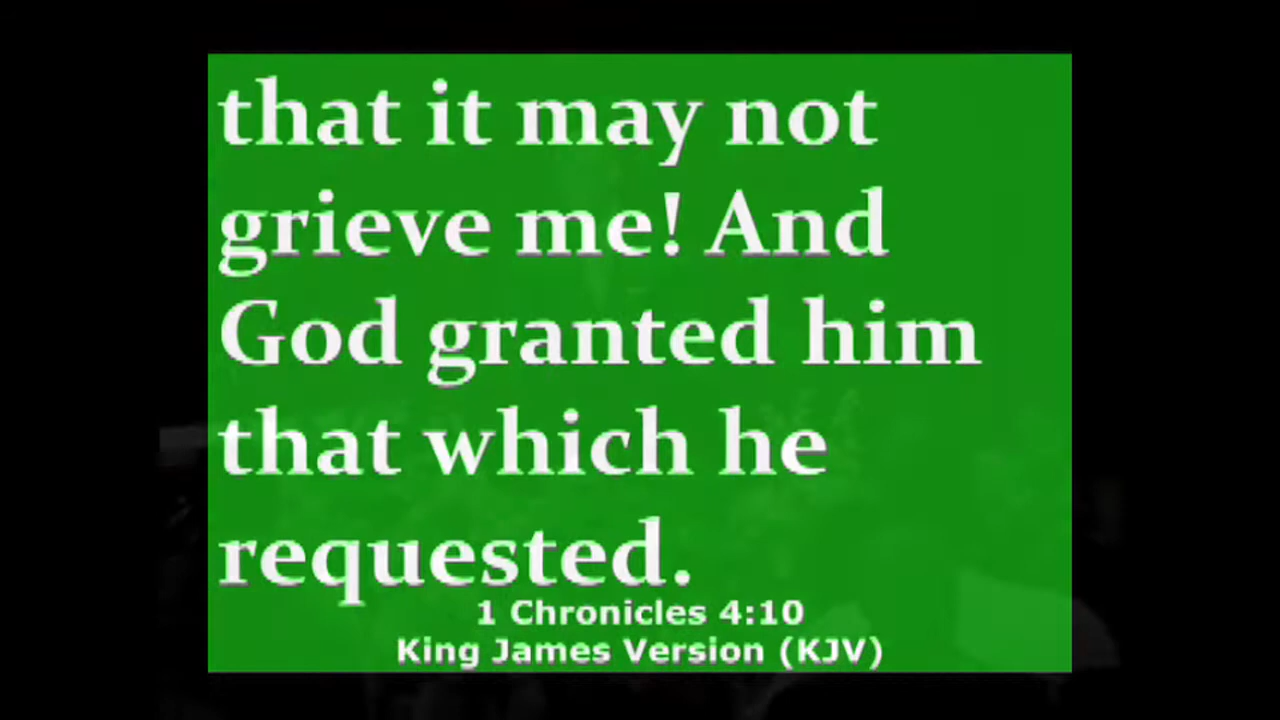 that it may not
grieve me! And
God granted him
that which he
requested.
1 Chronicles 4:10
King James Version (KJV)